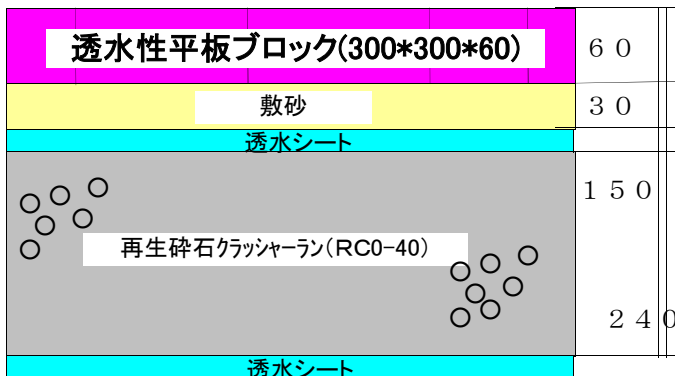 透水性平板ブロック(300*300*60)
６０
敷砂
３０
透水シート
１５０
再生砕石クラッシャーラン(RC0-40)
２４０
透水シート